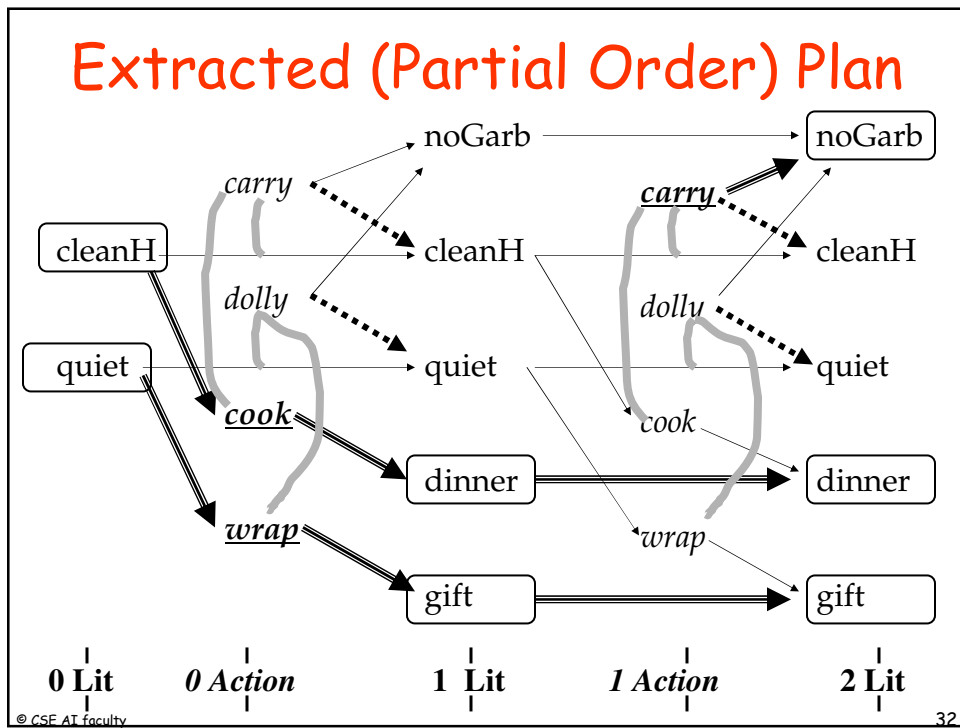 Extracted (Partial Order) Plan
noGarb
noGarb
carry
carry
cleanH
cleanH
cleanH
dolly
dolly
quiet
quiet
quiet
cook
cook
dinner
dinner
wrap
wrap
gift
gift
0 Lit 0 Action 1 Lit 1 Action 2 Lit
© CSE AI faculty 32